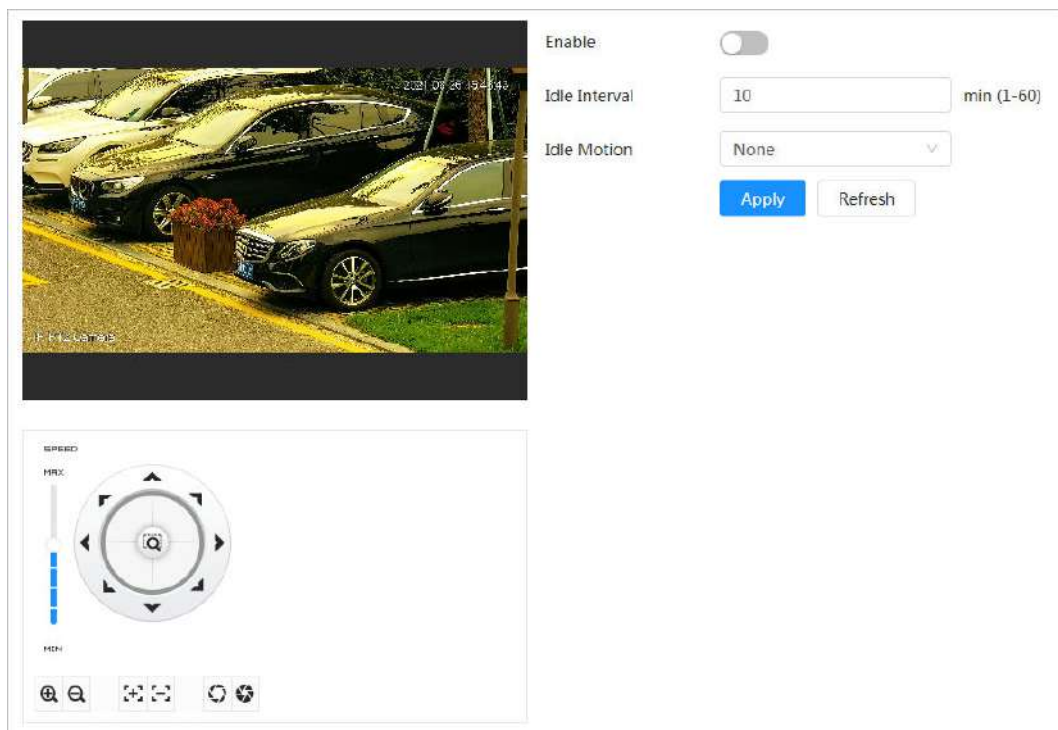 Enable
Idle Interval
10
min (1-60)
Idle Motion
None
Apply
Refresh
SPEED
MAX
MIN